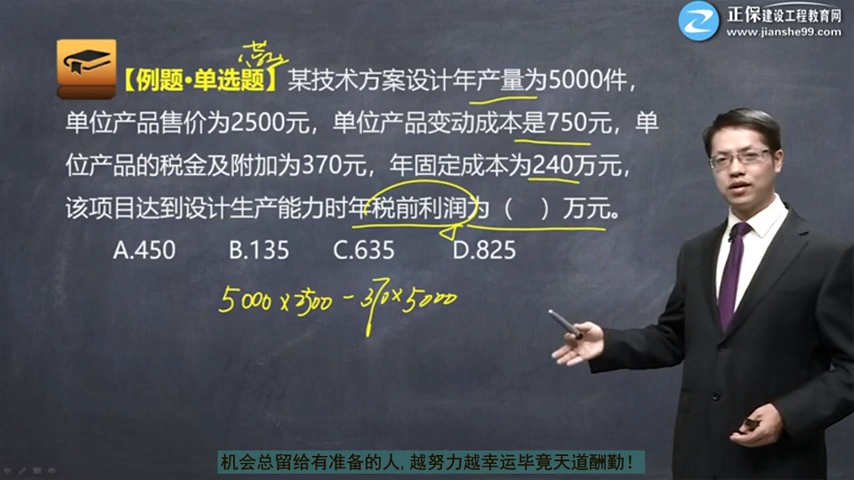 正保建设工程教育网
www.jianshe99.com
【例题·单选题】某技术方案设计年产量为5000件，
单位产品售价为2500元，单位产品变动成本是750元，单
位产品的税金及附加为370元，年固定成本为240万元，
该项目达到设计生产能力时年税前利润为（ ）万元。
A.450 B.135 C.635 D.825
5000×2500－370×5000
机会总留给有准备的人,越努力越幸运毕竟天道酬勤！